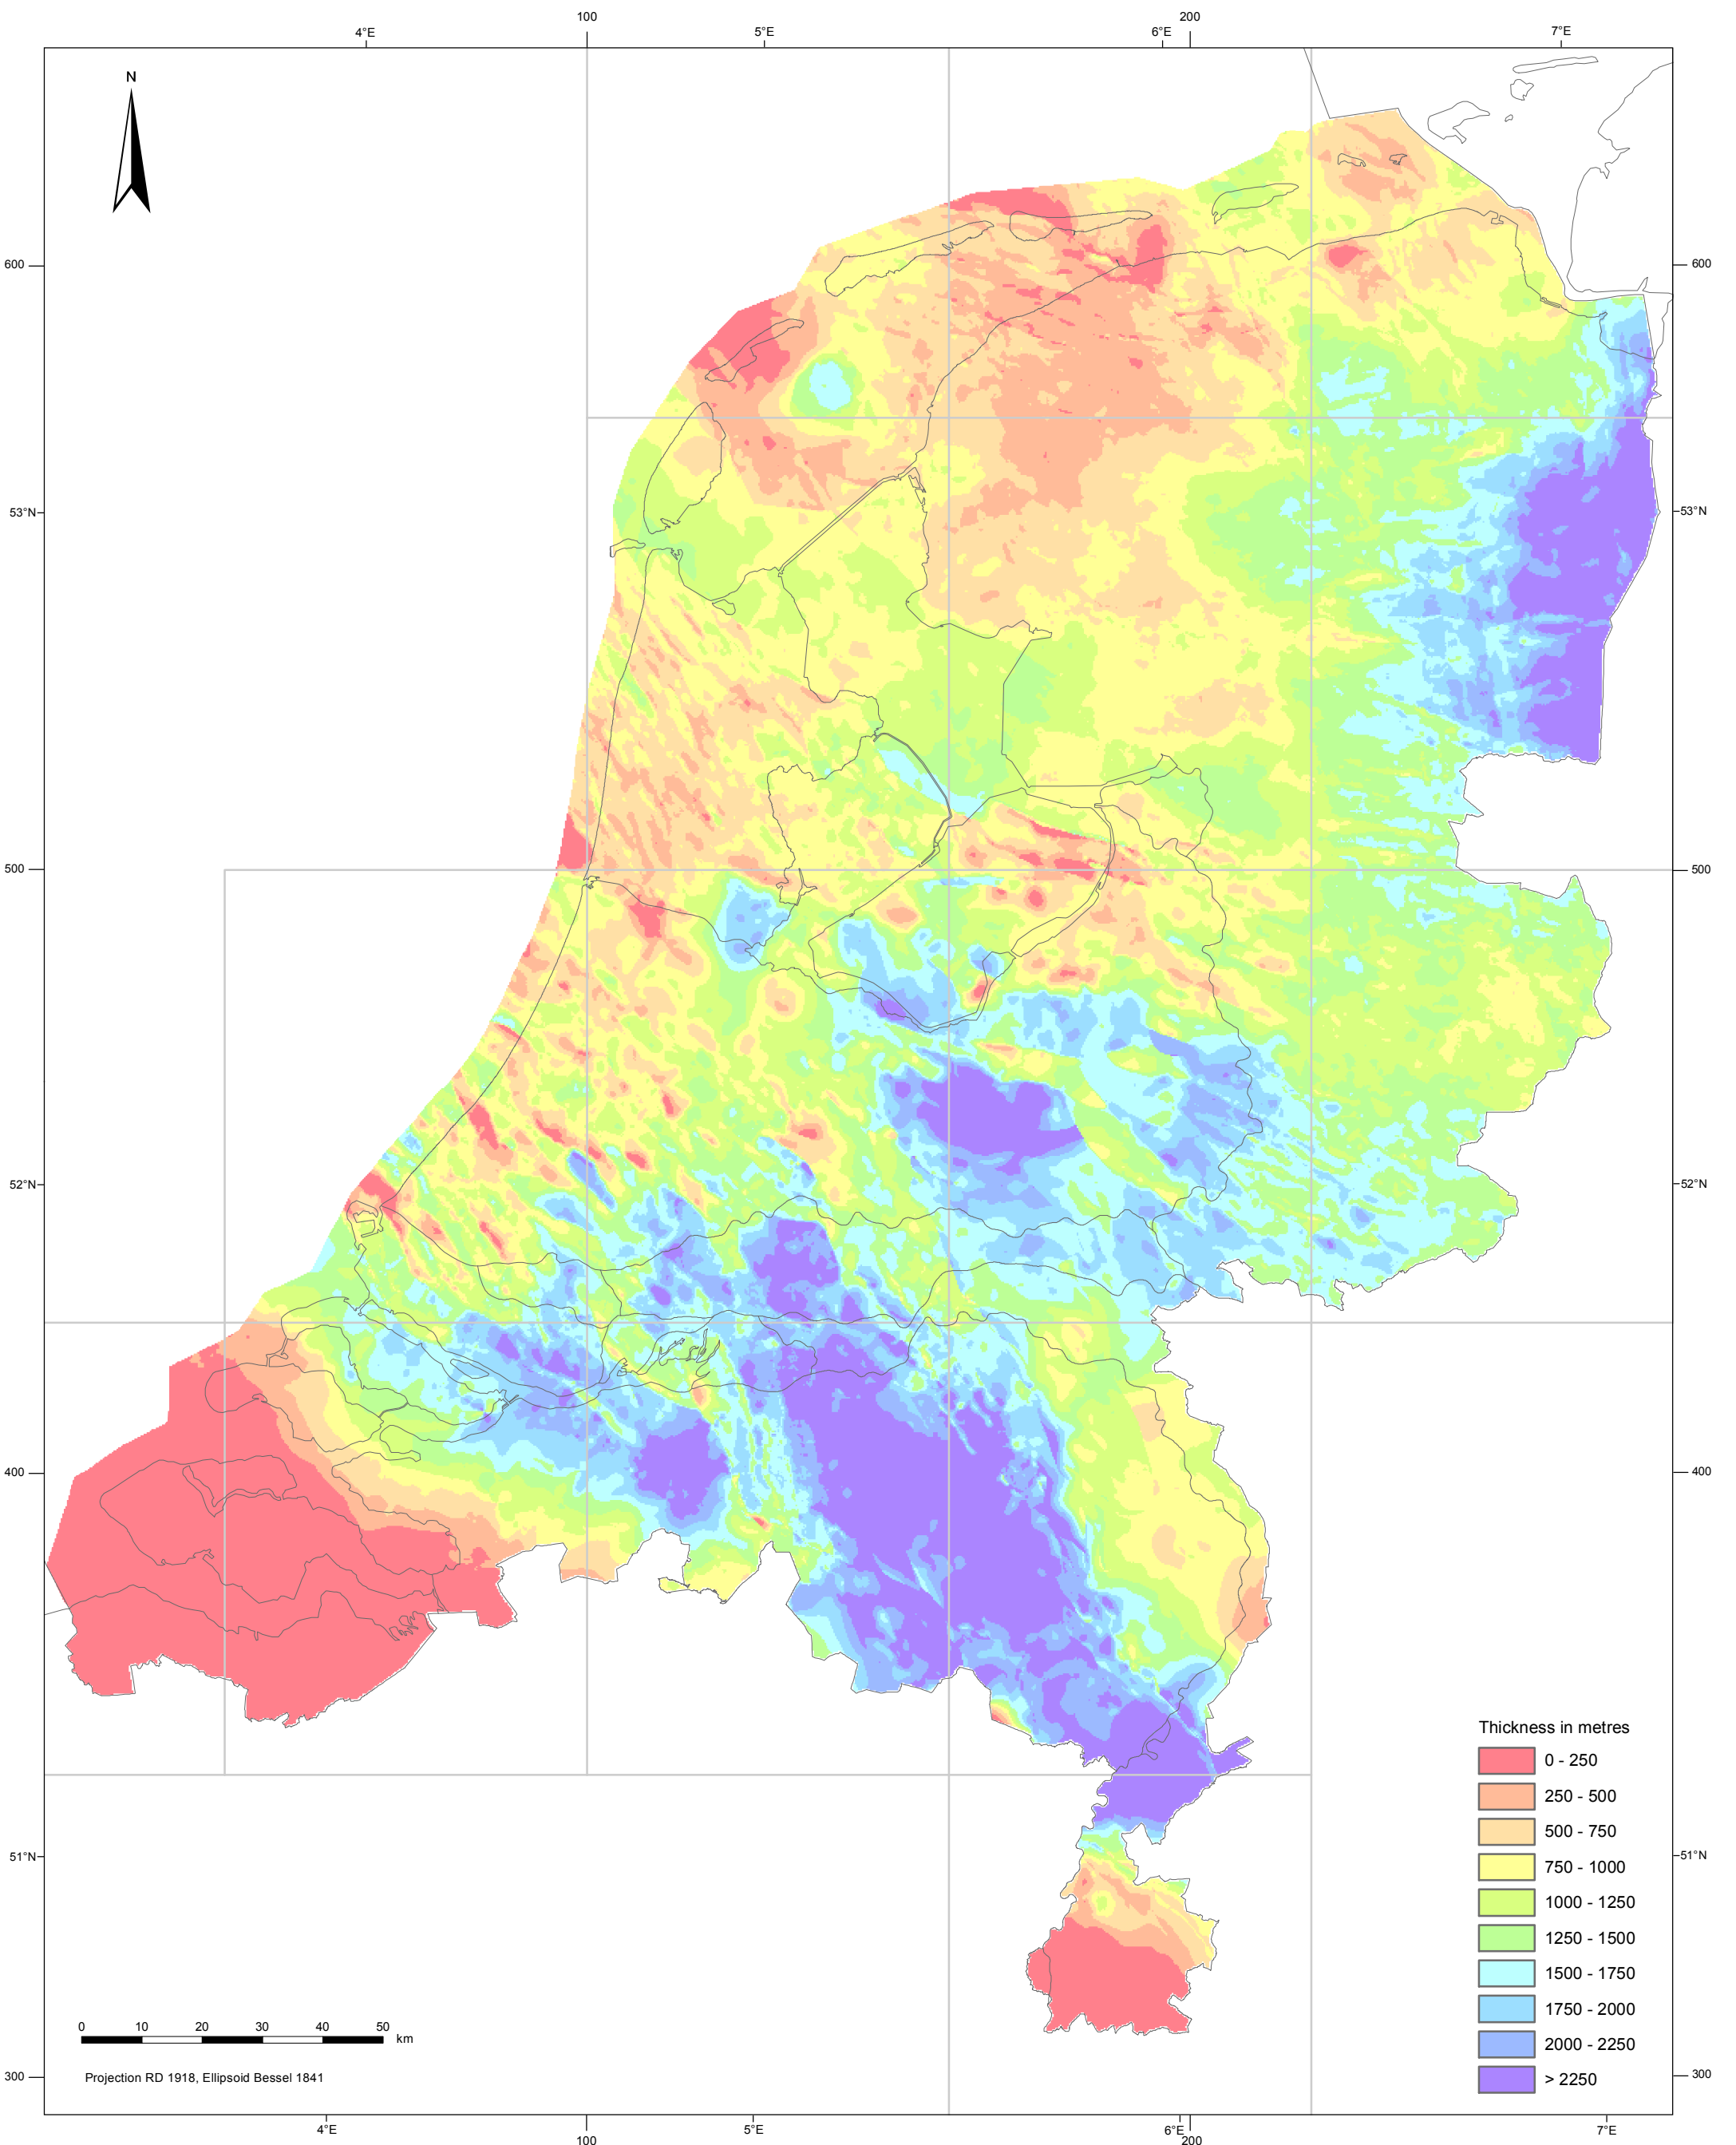 100 200
4°E 5°E 6°E 7°E
N
600 600
53°N 53°N
500 500
52°N 52°N
400 400
Thickness in metres
0 - 250
250 - 500
500 - 750
51°N 51°N
750 - 1000
1000 - 1250
1250 - 1500
1500 - 1750
1750 - 2000
0 10 20 30 40 50 km
2000 - 2250
300 Projection RD 1918, Ellipsoid Bessel 1841 > 2250 300
4°E 5°E 6°E 7°E
100 200